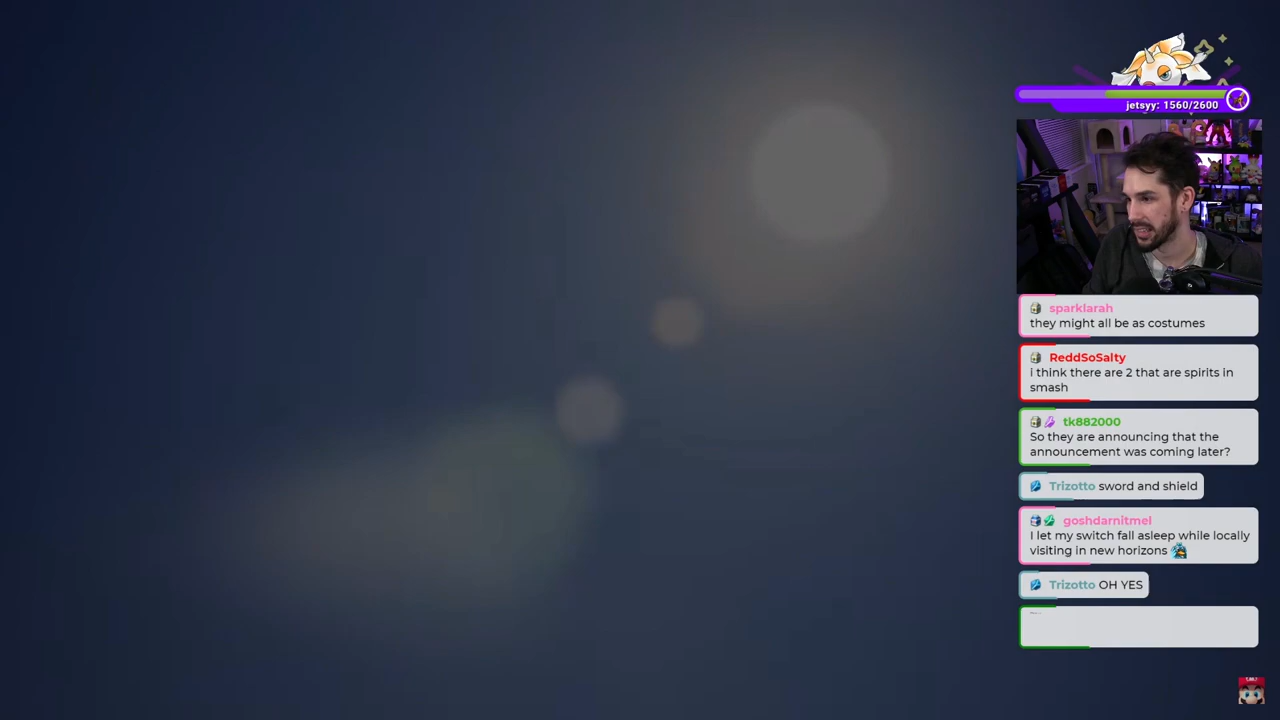 jetsyy: 1560/2600
sparklarah
they might all be as costumes
ReddSoSalty
i think there are 2 that are spirits in
smash
tk882000
So they are announcing that the
announcement was coming later?
Trizotto sword and shield
goshdarnitmel
I let my switch fall asleep while locally
visiting in new horizons
Trizotto OH YES